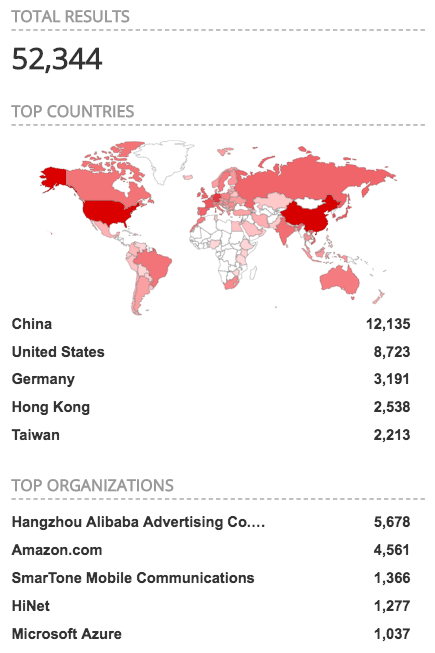 TOTAL RESULTS
52,344
TOP COUNTRIES
China 12,135
United States 8,723
Germany 3,191
Hong Kong 2,538
Taiwan 2,213
TOP ORGANIZATIONS
Hangzhou Alibaba Advertising Co.... 5,678
Amazon.com 4,561
SmarTone Mobile Communications 1,366
HiNet 1,277
Microsoft Azure 1,037